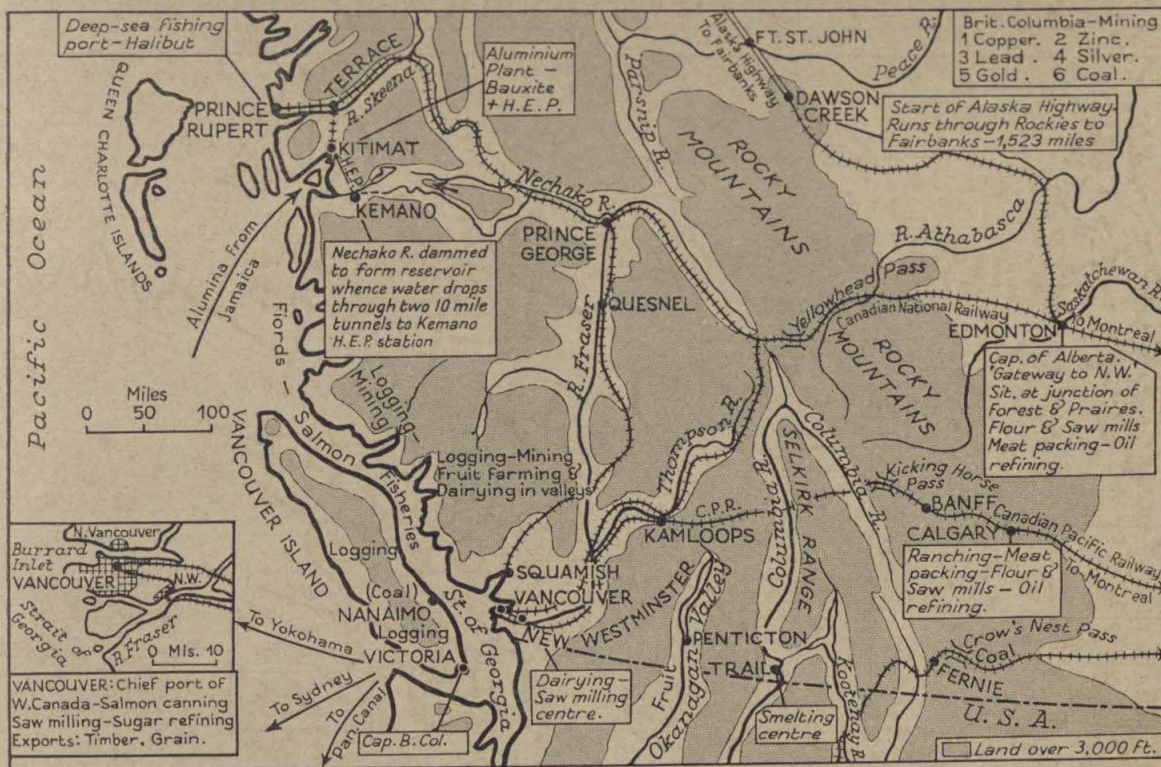 Deep-sea fishing
port-Halibut
QUEEN CHARLOTTE ISLANDS
PRINCE
RUPERT
TERRACE
R. Skeena
KITIMAT
H.E.P.
KEMANO
Aluminium
Plant –
Bauxite
+ H.E.P.
Alaska Highway
To Fairbanks
FT. ST. JOHN
Peace R.
Parsnip R.
DAWSON
CREEK
Brit. Columbia-Mining
1 Copper. 2 Zinc.
3 Lead. 4 Silver.
5 Gold. 6 Coal.
Start of Alaska Highway.
Runs through Rockies to
Fairbanks-1,523 miles
ROCKY
MOUNTAINS
Pacific Ocean
Alumina from
Jamaica
Nechako R.
PRINCE
GEORGE
Nechako R. dammed
to form reservoir
whence water drops
through two 10 mile
tunnels to Kemano
H.E.P. station
QUESNEL
R. Fraser
R. Athabasca
Yellowhead Pass
Canadian National Railway
EDMONTON
Saskatchewan R.
To Montreal
ROCKY
MOUNTAINS
Cap. of Alberta.
'Gateway to N.W.'
Sit. at junction of
Forest & Praires.
Flour & Saw mills
Meat packing-Oil
refining.
Miles
0 50 100
Fiords – Salmon Fisheries
Logging-
Mining
Logging-Mining
Fruit Farming &
Dairying in valleys
Thompson R.
R. Columbia
SELKIRK RANGE
Columbia R.
Kicking Horse
Pass
BANFF
CALGARY
Canadian Pacific Railway
To Montreal
Ranching-Meat
packing-Flour &
Saw mills – Oil
refining.
C.P.R.
KAMLOOPS
VANCOUVER ISLAND
Logging
(Coal)
NANAIMO
Logging
VICTORIA
SQUAMISH
VANCOUVER
NEW WESTMINSTER
St. of Georgia
To Yokohama
To Sydney
To
Pan. Canal
Cap. B. Col.
Dairying-
Saw milling
centre.
PENTICTON
Fruit
Okanagan Valley
TRAIL
Smelting
centre
Kootenay R.
Crow's Nest Pass
Coal
FERNIE
U.S.A.
Land over 3,000 ft.
N.Vancouver
Burrard
Inlet
VANCOUVER
N.W.
Strait
Georgia
R.Fraser
0 Mls. 10
VANCOUVER: Chief port of
W.Canada-Salmon canning
Saw milling-Sugar refining
Exports: Timber, Grain.